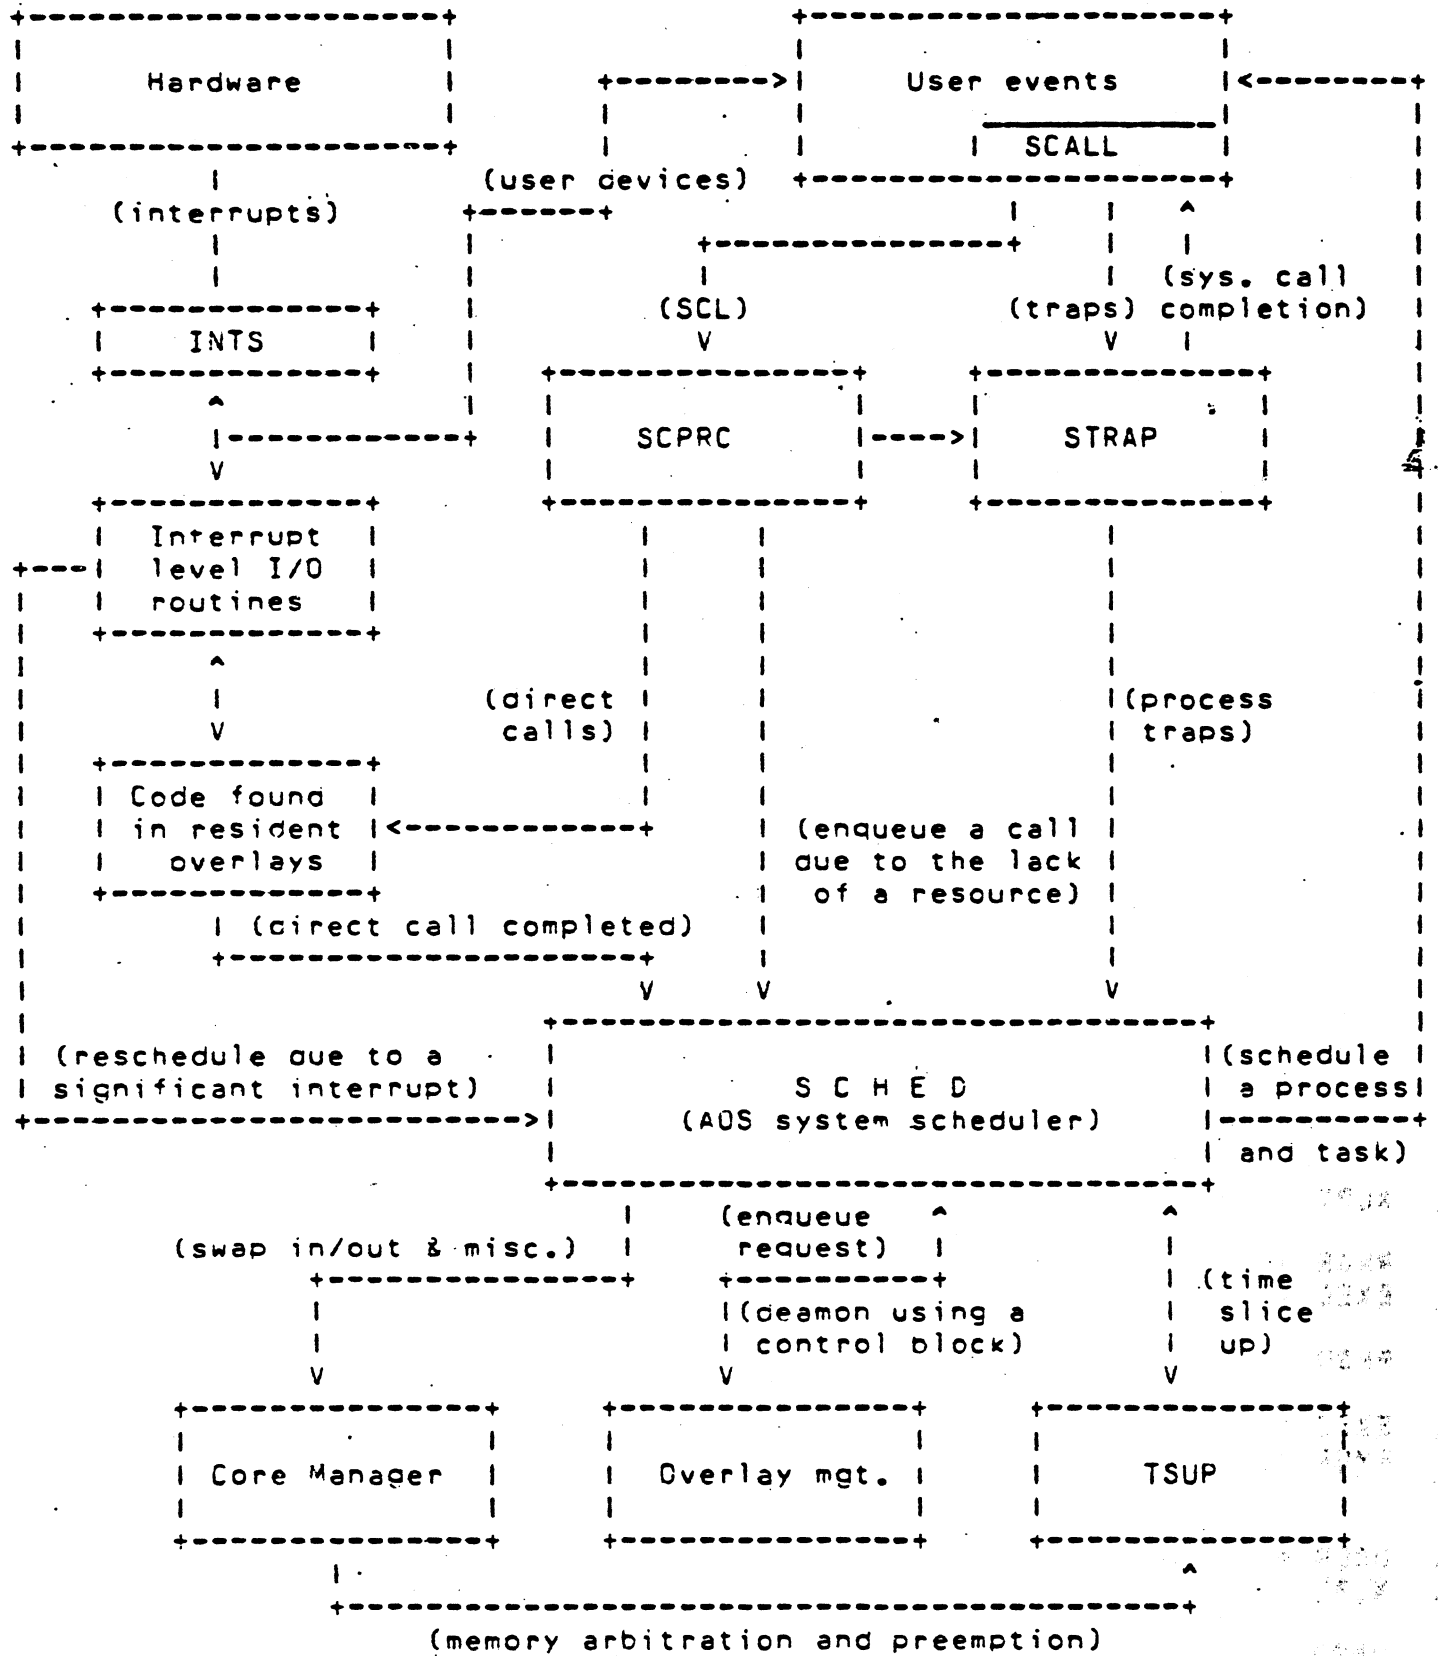 Hardware
User events
SCALL
(user devices)
(interrupts)
(sys. call
(SCL)
(traps) completion)
INTS
SCPRC
STRAP
Interrupt
level I/O
routines
(direct
calls)
(process
traps)
Code found
in resident
overlays
(enqueue a call
due to the lack
of a resource)
(direct call completed)
(reschedule due to a
significant interrupt)
S C H E D
(AOS system scheduler)
(schedule
a process
and task)
(enqueue
request)
(swap in/out & misc.)
(time
slice
up)
(deamon using a
control block)
Core Manager
Overlay mgt.
TSUP
(memory arbitration and preemption)